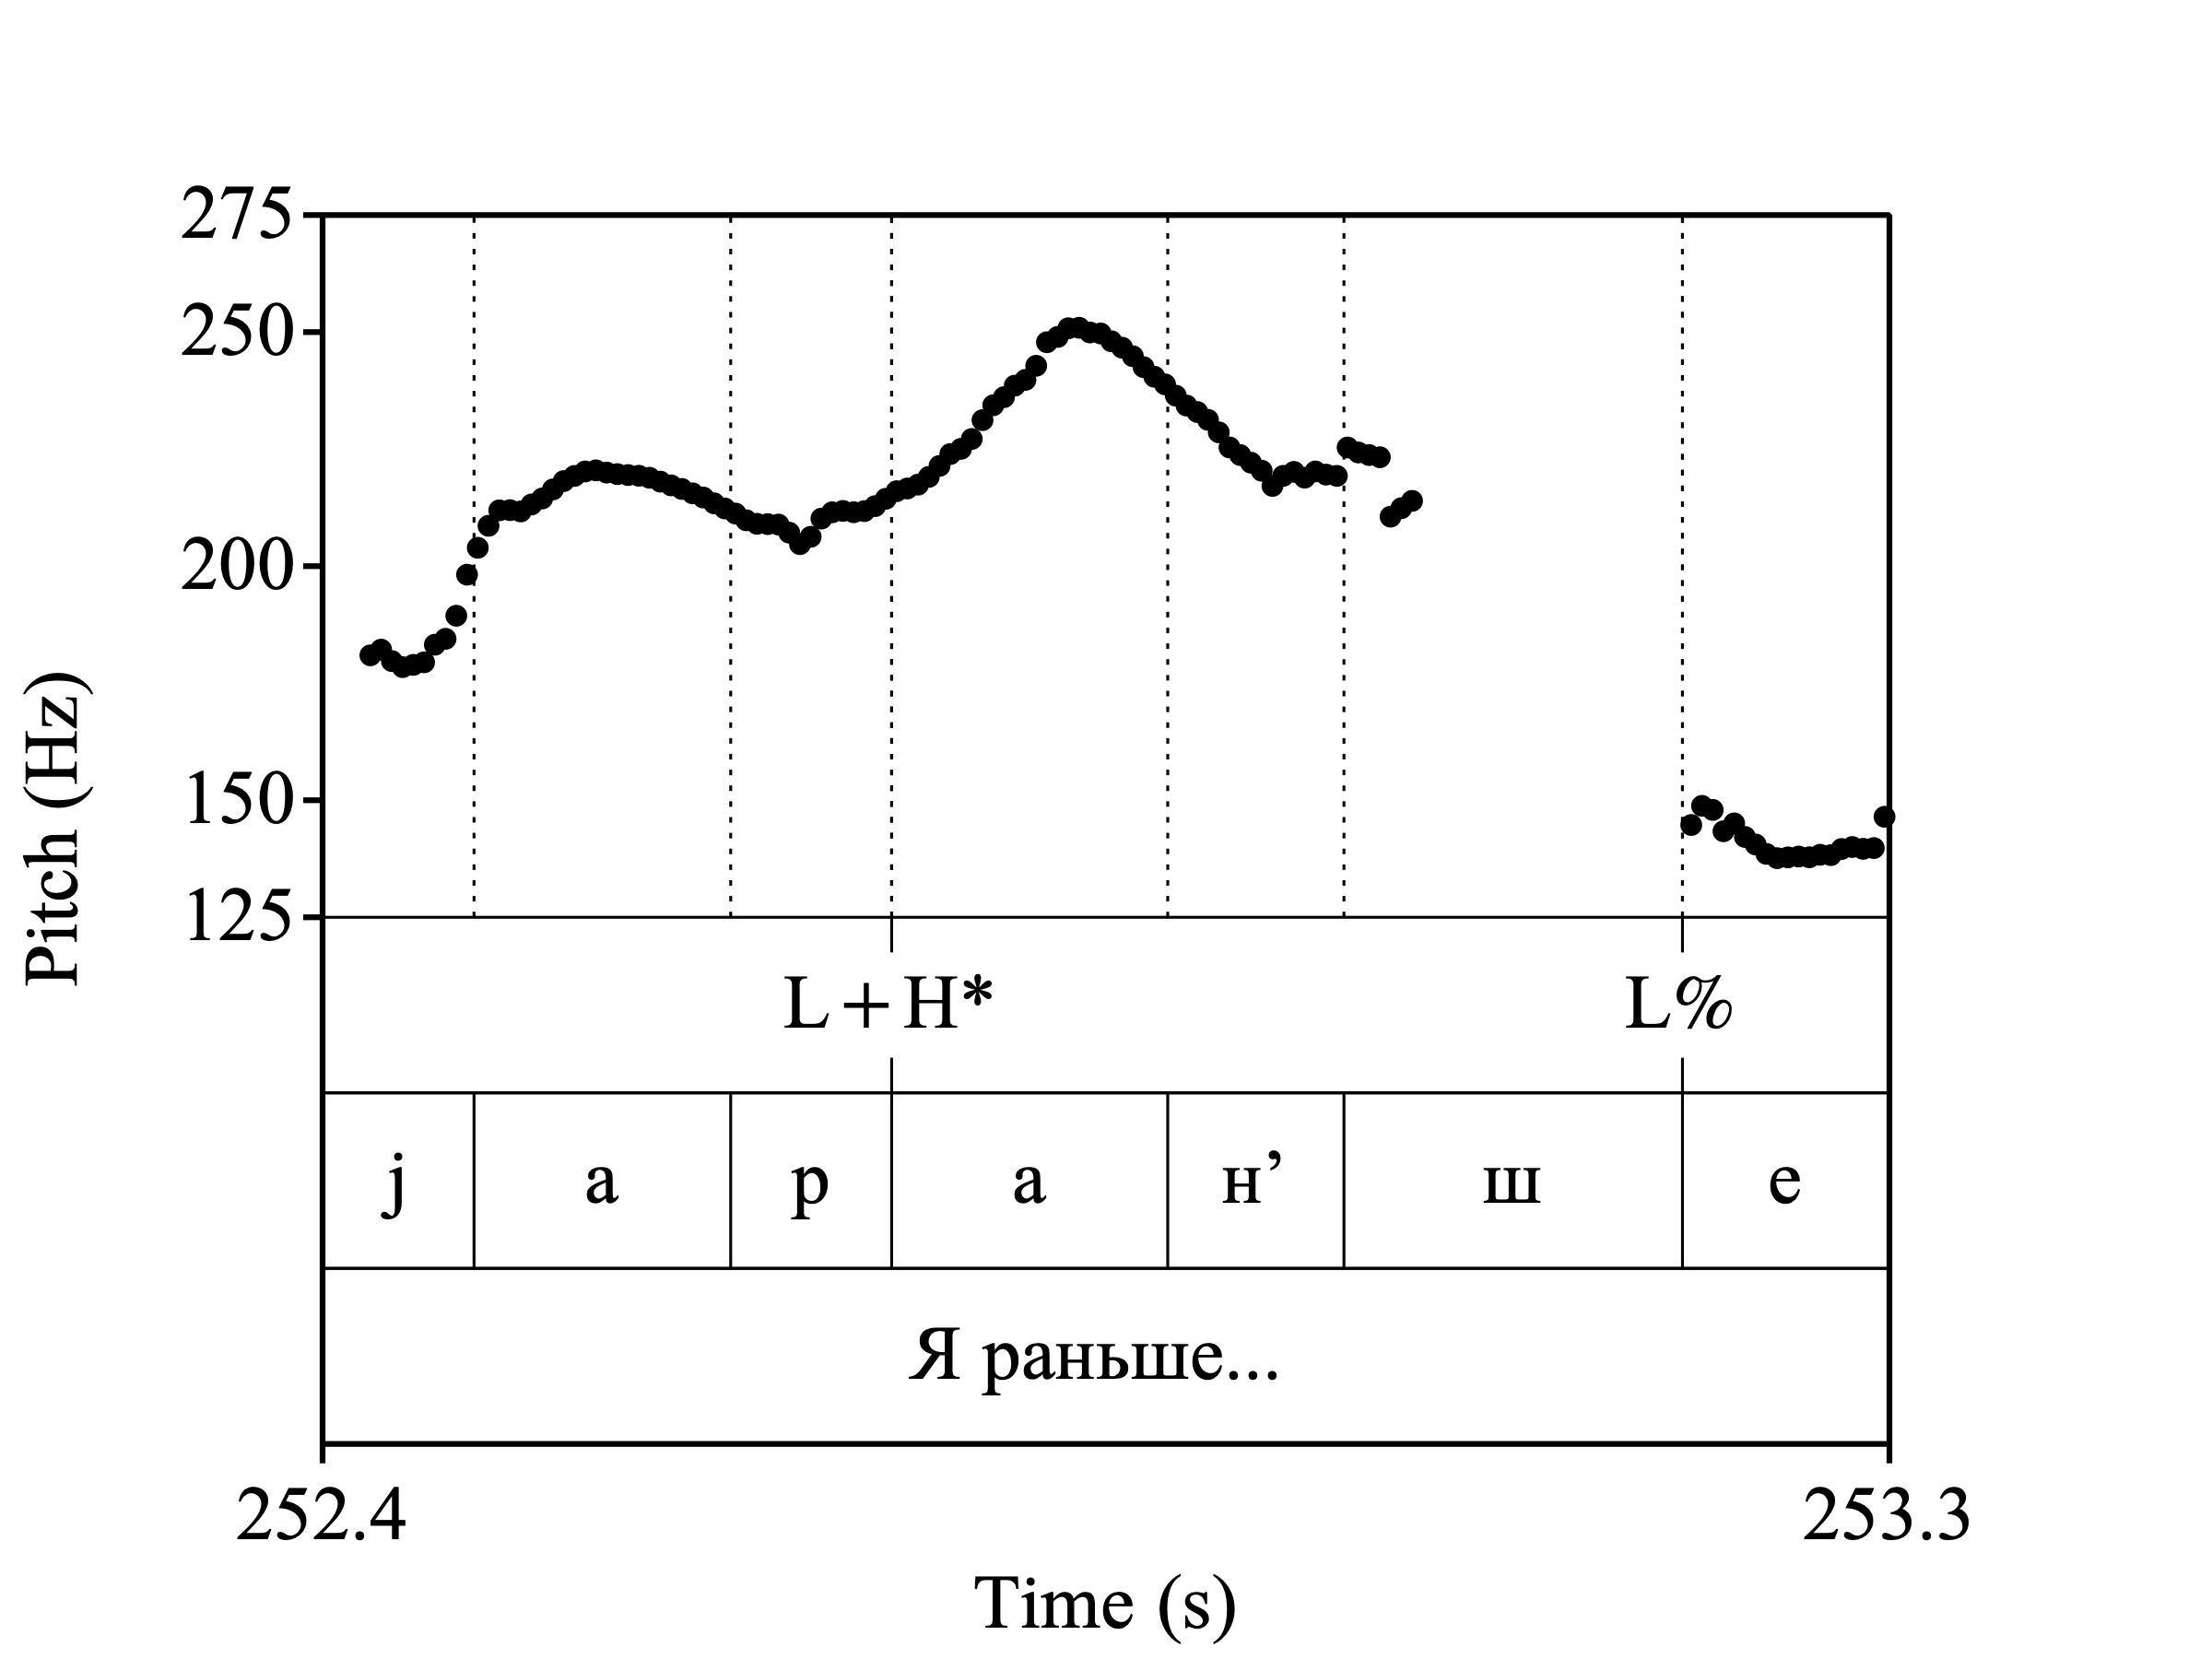 275
250
200
150
125
Pitch (Hz)
L+H* L%
j а р а н’ ш е
Я раньше...
252.4 253.3
Time (s)